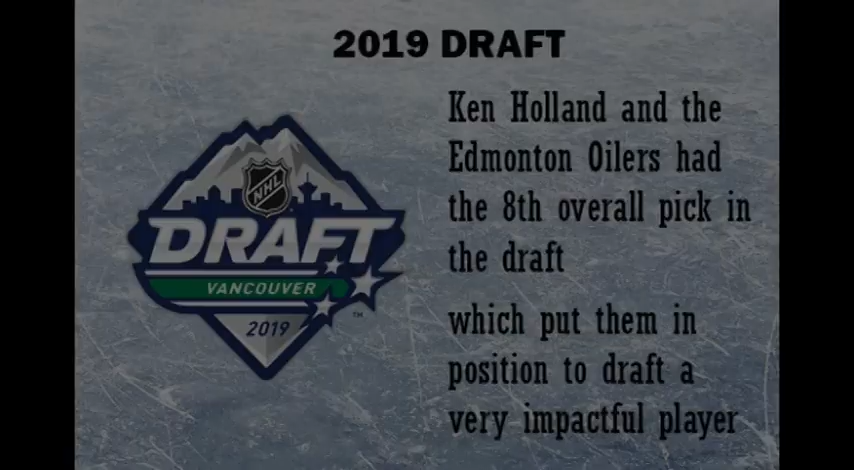 2019 DRAFT
Ken Holland and the
Edmonton Oilers had
the 8th overall pick in
the draft
which put them in
position to draft a
very impactful player
NHL
DRAFT
VANCOUVER
2019
TM